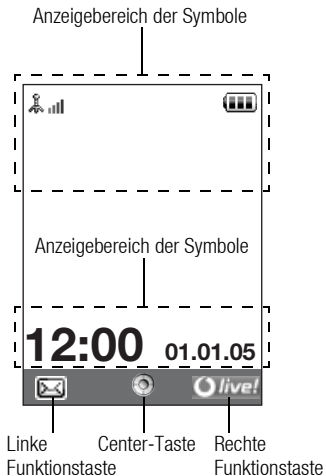 Anzeigebereich der Symbole
Anzeigebereich der Symbole
12:00 01.01.05
live!
Linke Funktionstaste
Center-Taste
Rechte Funktionstaste